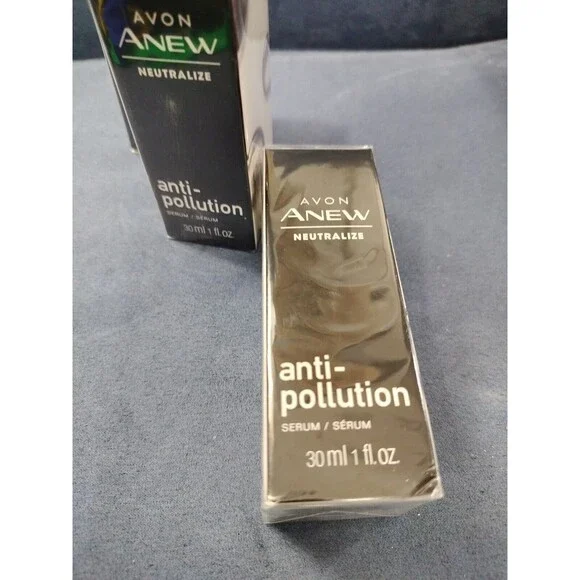 AVON
ANEW
NEUTRALIZE
anti-
pollution
SERUM / SÉRUM
30 ml 1 fl. oz.
AVON
ANEW
NEUTRALIZE
anti-
pollution
SERUM / SÉRUM
30 ml 1 fl. oz.